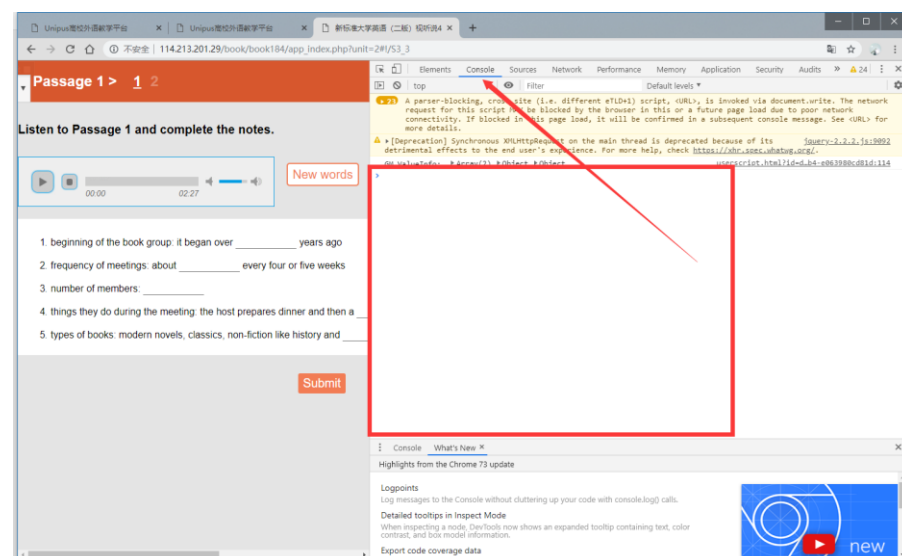 Unipus高校外语教学平台 × Unipus高校外语教学平台 × 新标准大学英语（二版）视听说4 × +
不安全 | 114.213.201.29/book/book184/app_index.php?unit=2#!/S3_3
Passage 1 > 1 2
Listen to Passage 1 and complete the notes.
00:00 02:27
New words
1. beginning of the book group: it began over ____________ years ago
2. frequency of meetings: about ____________ every four or five weeks
3. number of members: ____________
4. things they do during the meeting: the host prepares dinner and then a
5. types of books: modern novels, classics, non-fiction like history and
Submit
Elements Console Sources Network Performance Memory Application Security Audits » 24
top Filter Default levels ▼
23 A parser-blocking, cross site (i.e. different eTLD+1) script, <URL>, is invoked via document.write. The network
request for this script MAY be blocked by the browser in this or a future page load due to poor network
connectivity. If blocked in this page load, it will be confirmed in a subsequent console message. See <URL> for
more details.
[Deprecation] Synchronous XMLHttpRequest on the main thread is deprecated because of its jquery-2.2.2.js:9092
detrimental effects to the end user's experience. For more help, check https://xhr.spec.whatwg.org/.
Console What's New ×
Highlights from the Chrome 73 update
Logpoints
Log messages to the Console without cluttering up your code with console.log() calls.
Detailed tooltips in Inspect Mode
When inspecting a node, DevTools now shows an expanded tooltip containing text, color
contrast, and box model information.
Export code coverage data
new